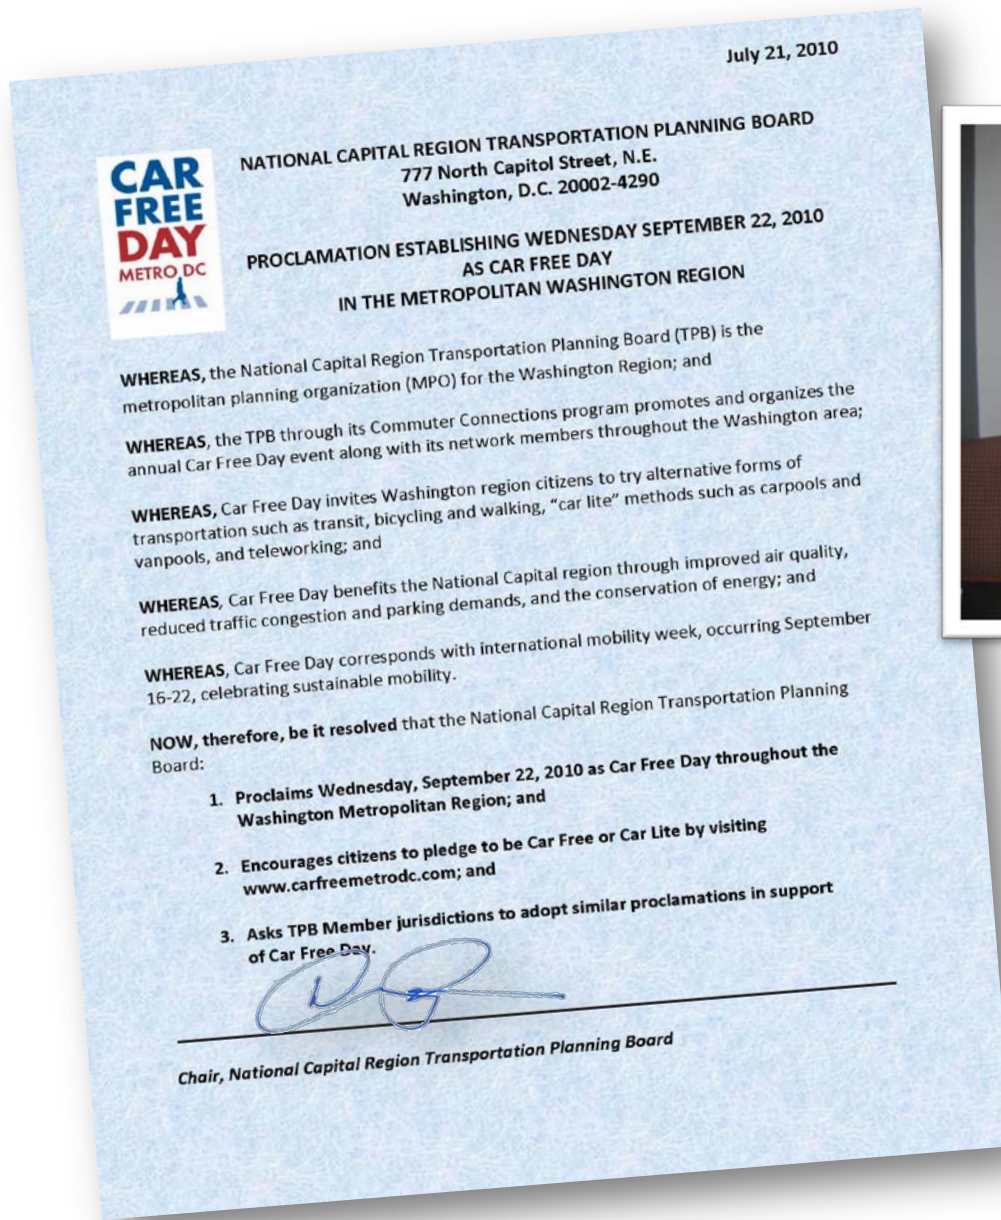 July 21, 2010
CAR
FREE
DAY
METRO DC
NATIONAL CAPITAL REGION TRANSPORTATION PLANNING BOARD
777 North Capitol Street, N.E.
Washington, D.C. 20002-4290
PROCLAMATION ESTABLISHING WEDNESDAY SEPTEMBER 22, 2010
AS CAR FREE DAY
IN THE METROPOLITAN WASHINGTON REGION
WHEREAS, the National Capital Region Transportation Planning Board (TPB) is the
metropolitan planning organization (MPO) for the Washington Region; and
WHEREAS, the TPB through its Commuter Connections program promotes and organizes the
annual Car Free Day event along with its network members throughout the Washington area;
WHEREAS, Car Free Day invites Washington region citizens to try alternative forms of
transportation such as transit, bicycling and walking, “car lite” methods such as carpools and
vanpools, and teleworking; and
WHEREAS, Car Free Day benefits the National Capital region through improved air quality,
reduced traffic congestion and parking demands, and the conservation of energy; and
WHEREAS, Car Free Day corresponds with international mobility week, occurring September
16-22, celebrating sustainable mobility.
NOW, therefore, be it resolved that the National Capital Region Transportation Planning
Board:
1. Proclaims Wednesday, September 22, 2010 as Car Free Day throughout the
Washington Metropolitan Region; and
2. Encourages citizens to pledge to be Car Free or Car Lite by visiting
www.carfreemetrodc.com; and
3. Asks TPB Member jurisdictions to adopt similar proclamations in support
of Car Free Day.
Chair, National Capital Region Transportation Planning Board